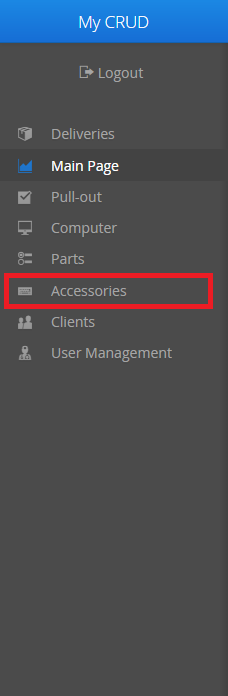 My CRUD
Logout
Deliveries
Main Page
Pull-out
Computer
Parts
Accessories
Clients
User Management